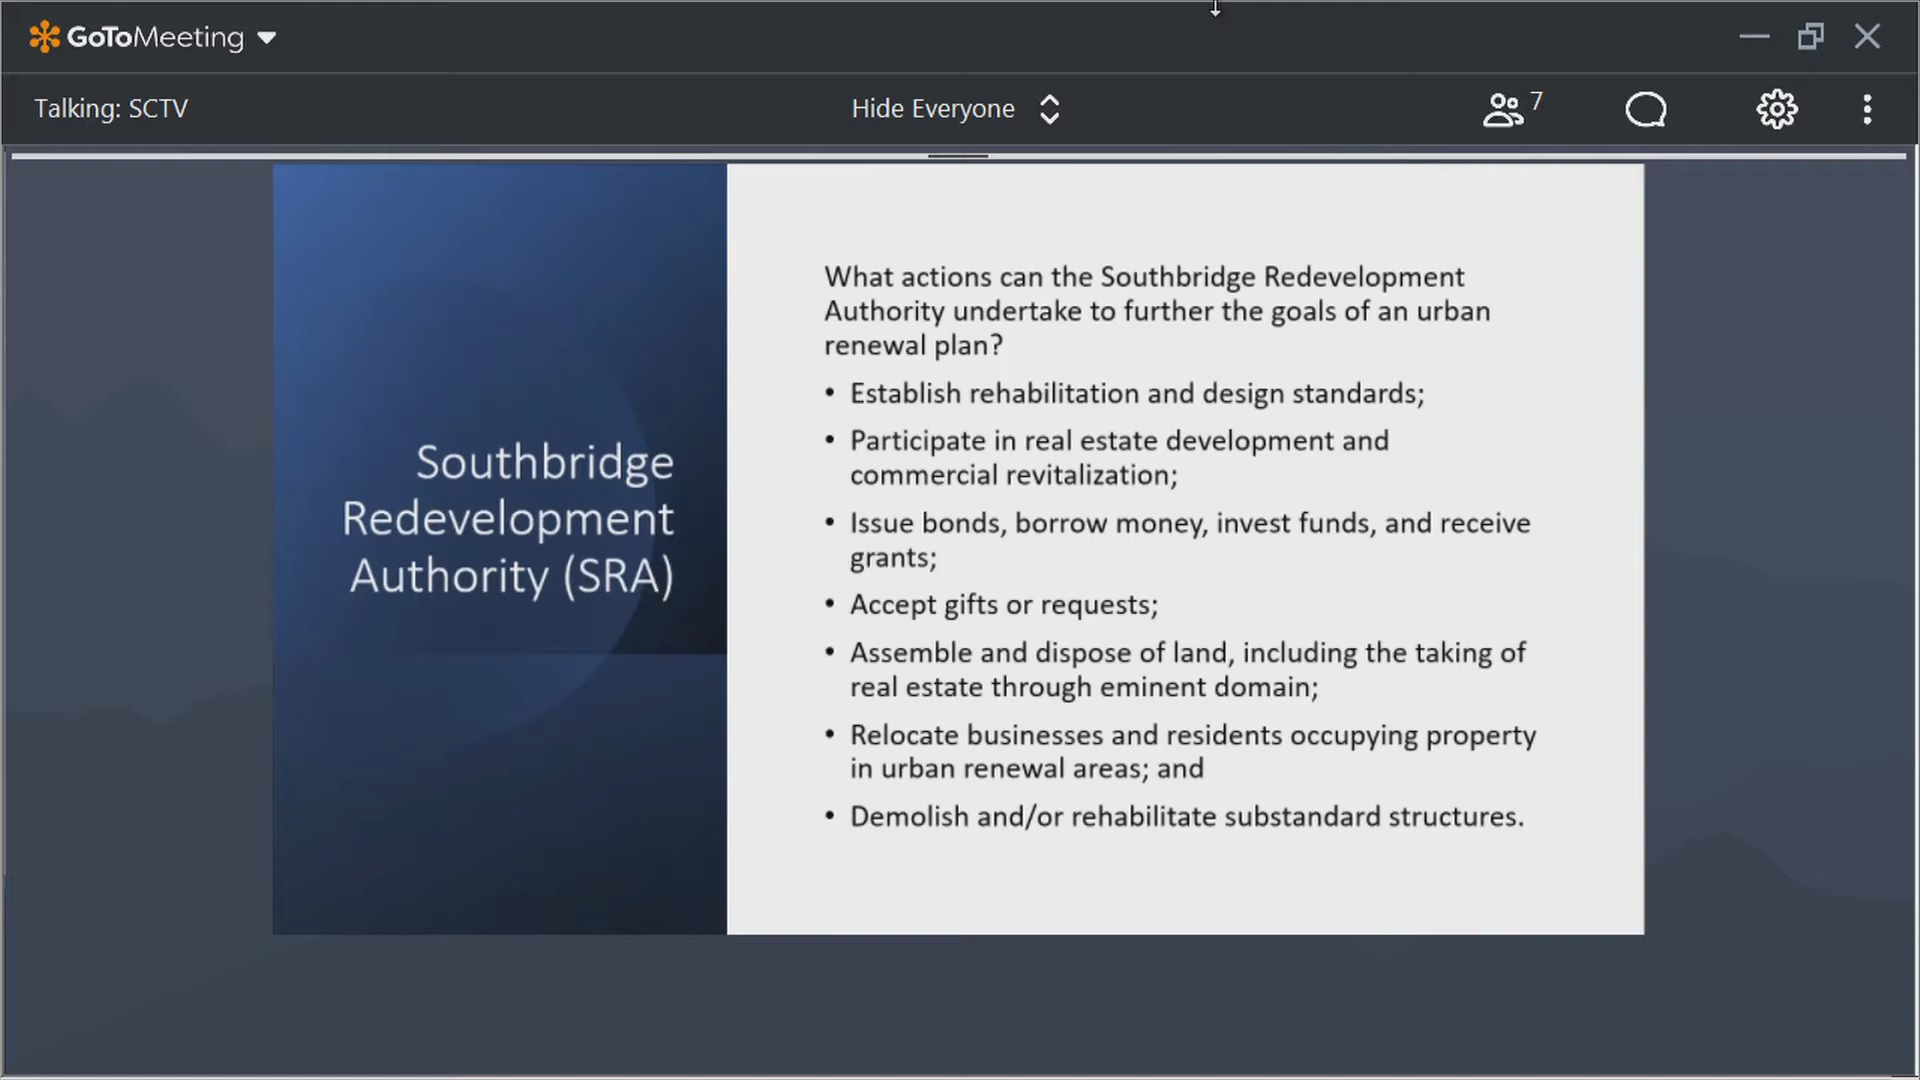 GoToMeeting
Talking: SCTV
Hide Everyone
7
Southbridge
Redevelopment
Authority (SRA)
What actions can the Southbridge Redevelopment
Authority undertake to further the goals of an urban
renewal plan?
• Establish rehabilitation and design standards;
• Participate in real estate development and
commercial revitalization;
• Issue bonds, borrow money, invest funds, and receive
grants;
• Accept gifts or requests;
• Assemble and dispose of land, including the taking of
real estate through eminent domain;
• Relocate businesses and residents occupying property
in urban renewal areas; and
• Demolish and/or rehabilitate substandard structures.